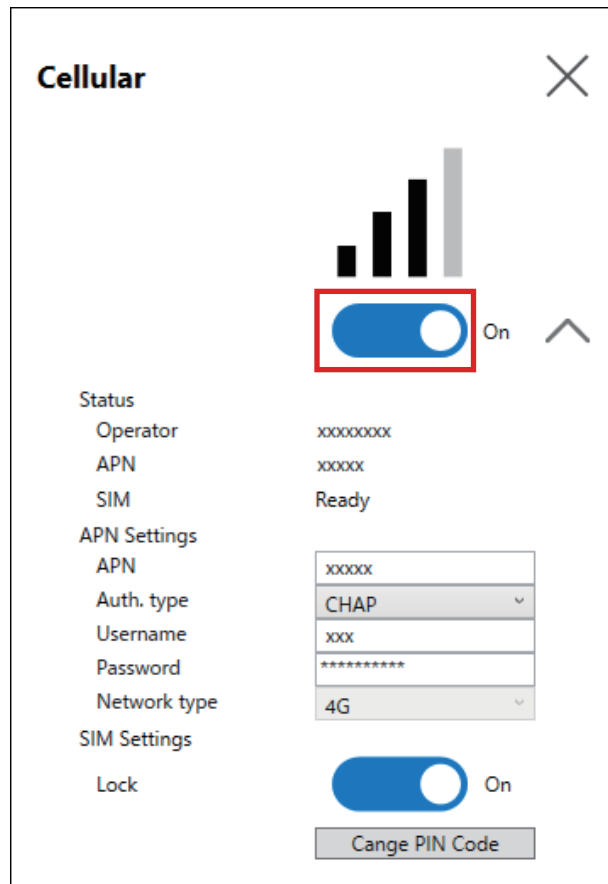 Cellular
On
Status
Operator xxxxxxxx
APN xxxxx
SIM Ready
APN Settings
APN xxxxx
Auth. type CHAP
Username xxx
Password **********
Network type 4G
SIM Settings
Lock On
Cange PIN Code